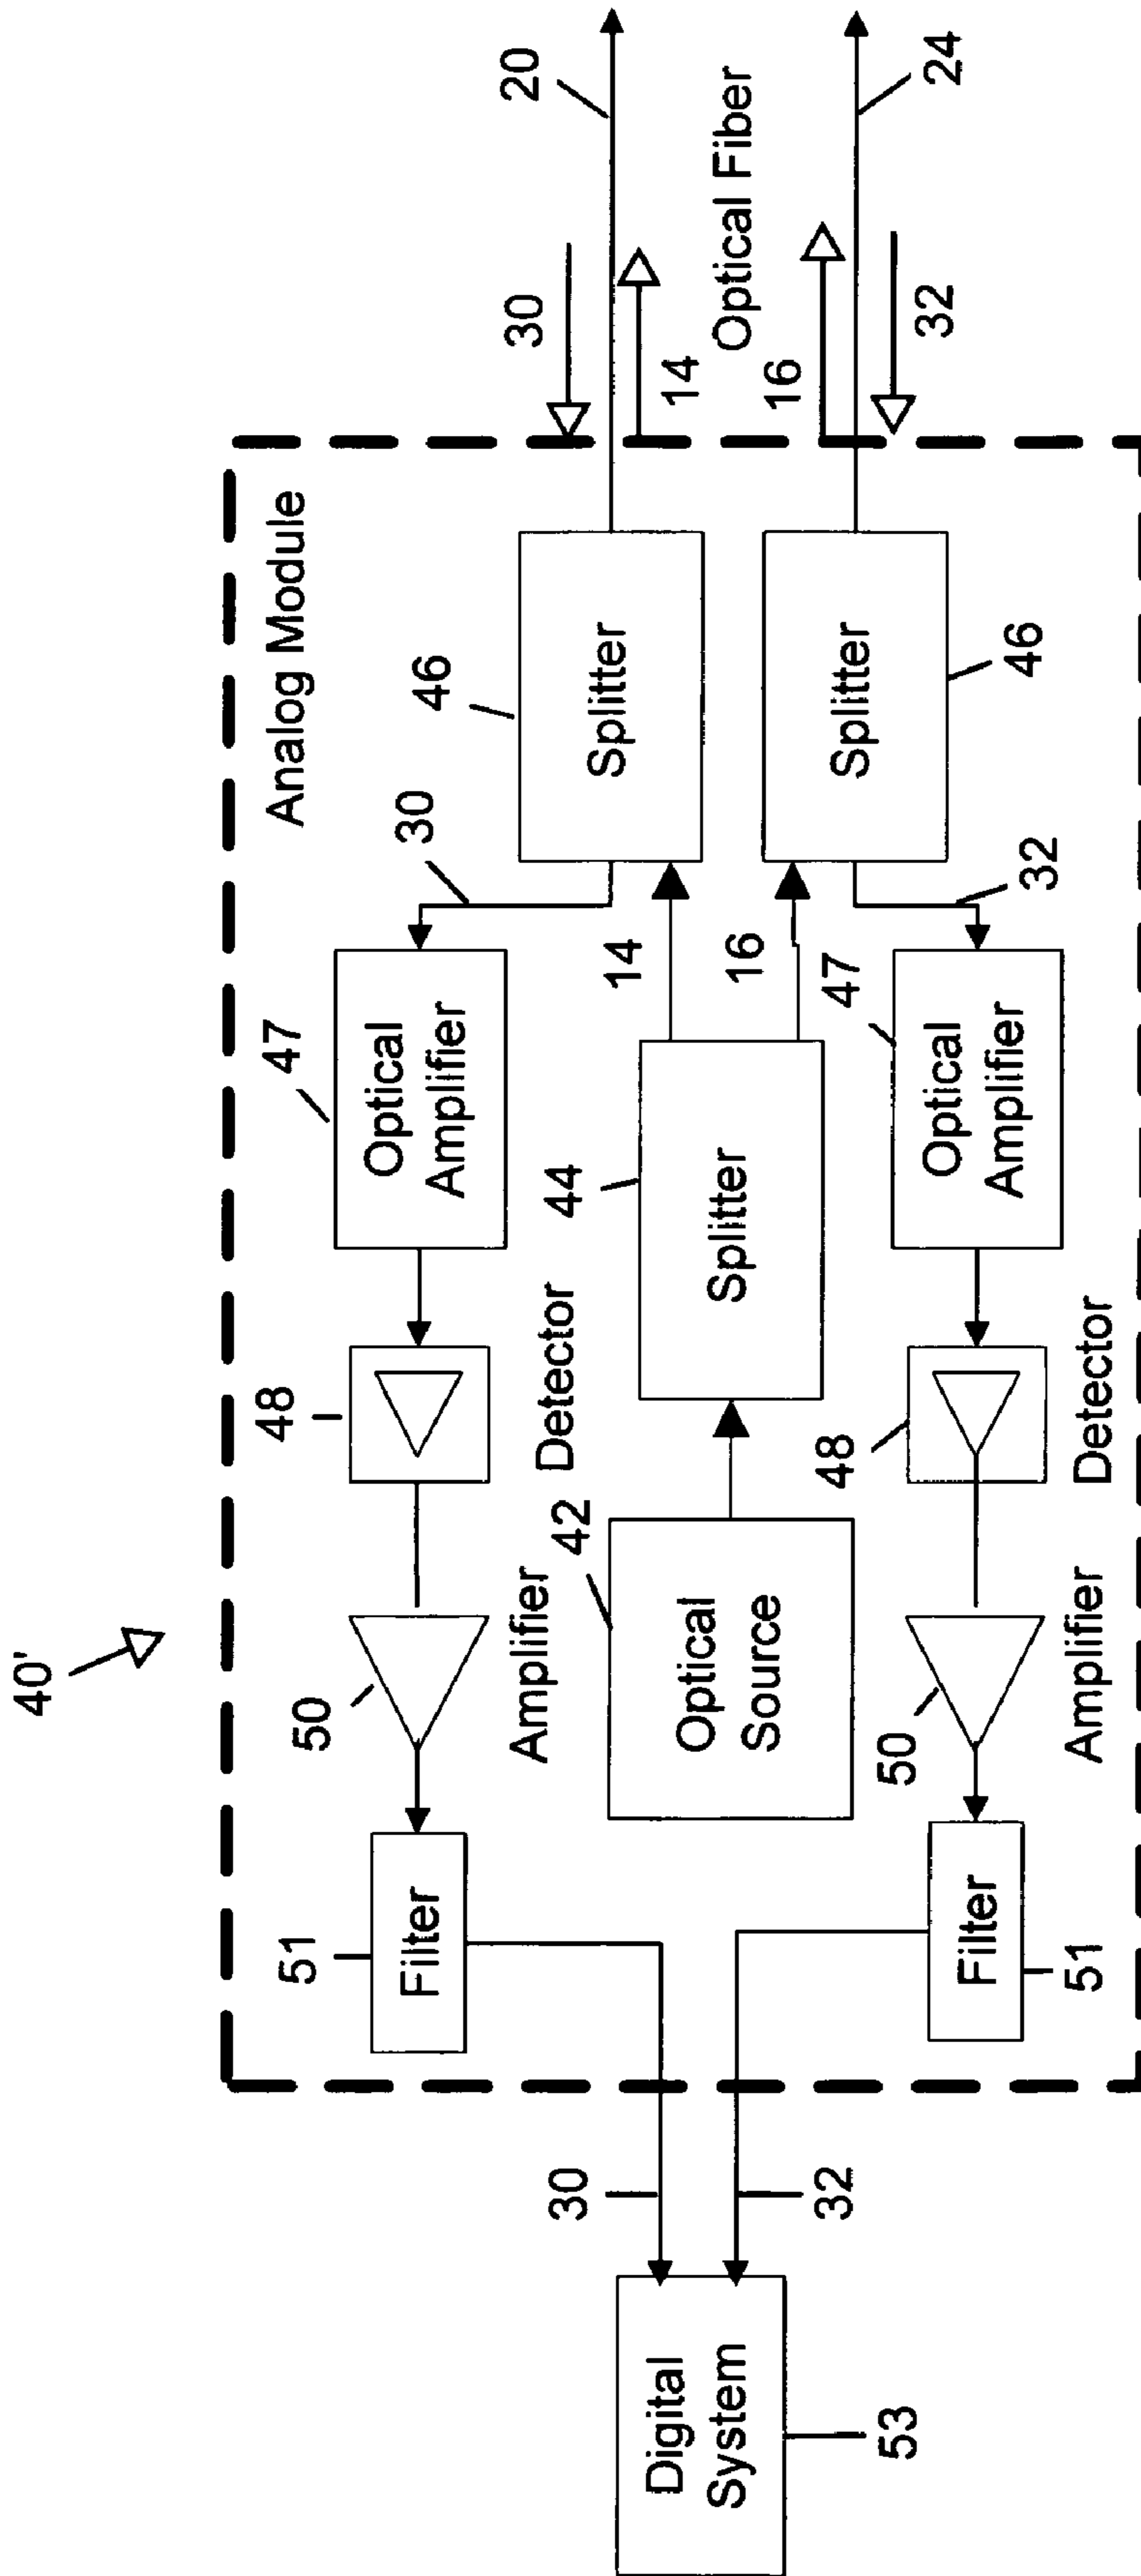 40'
Analog Module
51
Filter
50
Amplifier
48
Detector
47
Optical
Amplifier
30
46
Splitter
30
20
14
Optical Fiber
16
24
32
30
32
Digital
System
53
42
Optical
Source
44
Splitter
14
16
Splitter
46
32
47
Optical
Amplifier
48
Detector
50
Amplifier
Filter
51